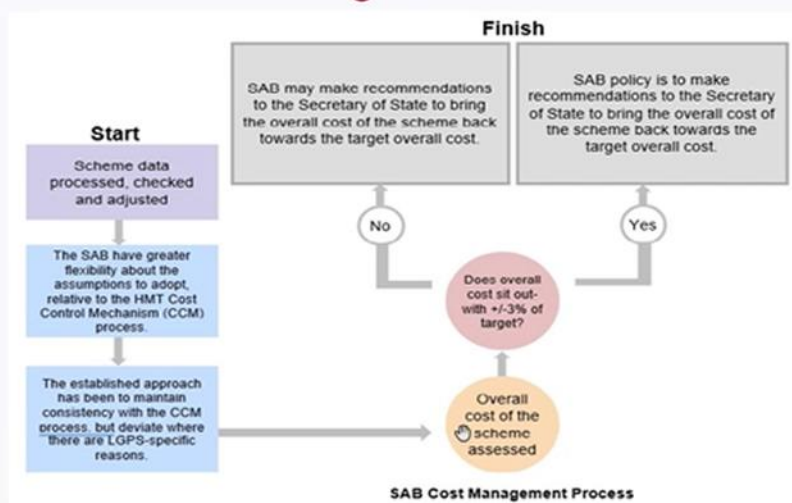 Finish
SAB may make recommendations
to the Secretary of State to bring
the overall cost of the scheme back
towards the target overall cost.
SAB policy is to make
recommendations to the Secretary
of State to bring the overall cost of
the scheme back towards the
target overall cost.
Start
Scheme data
processed, checked
and adjusted
The SAB have greater
flexibility about the
assumptions to adopt,
relative to the HMT Cost
Control Mechanism (CCM)
process.
The established approach
has been to maintain
consistency with the CCM
process, but deviate where
there are LGPS-specific
reasons.
Overall
cost of the
scheme
assessed
Does overall
cost sit out-
with +/-3% of
target?
No
Yes
SAB Cost Management Process